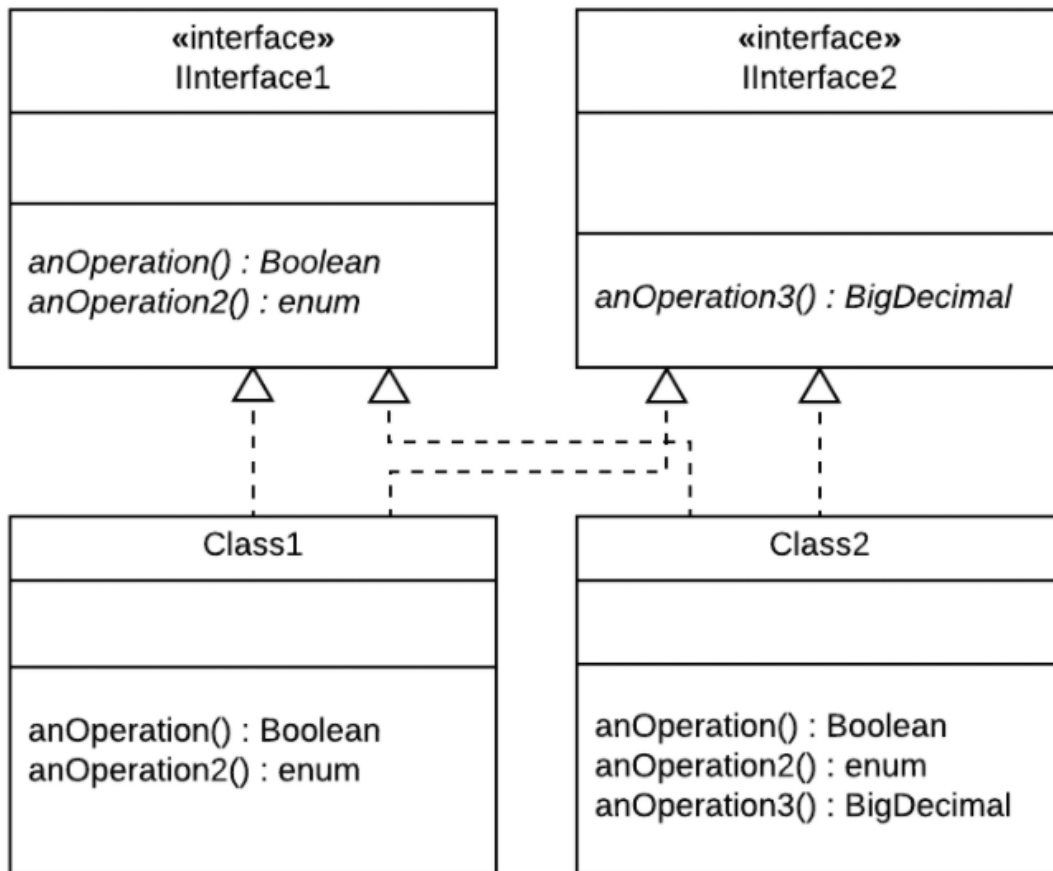 «interface»
IInterface1
anOperation() : Boolean
anOperation2() : enum
«interface»
IInterface2
anOperation3() : BigDecimal
Class1
anOperation() : Boolean
anOperation2() : enum
Class2
anOperation() : Boolean
anOperation2() : enum
anOperation3() : BigDecimal